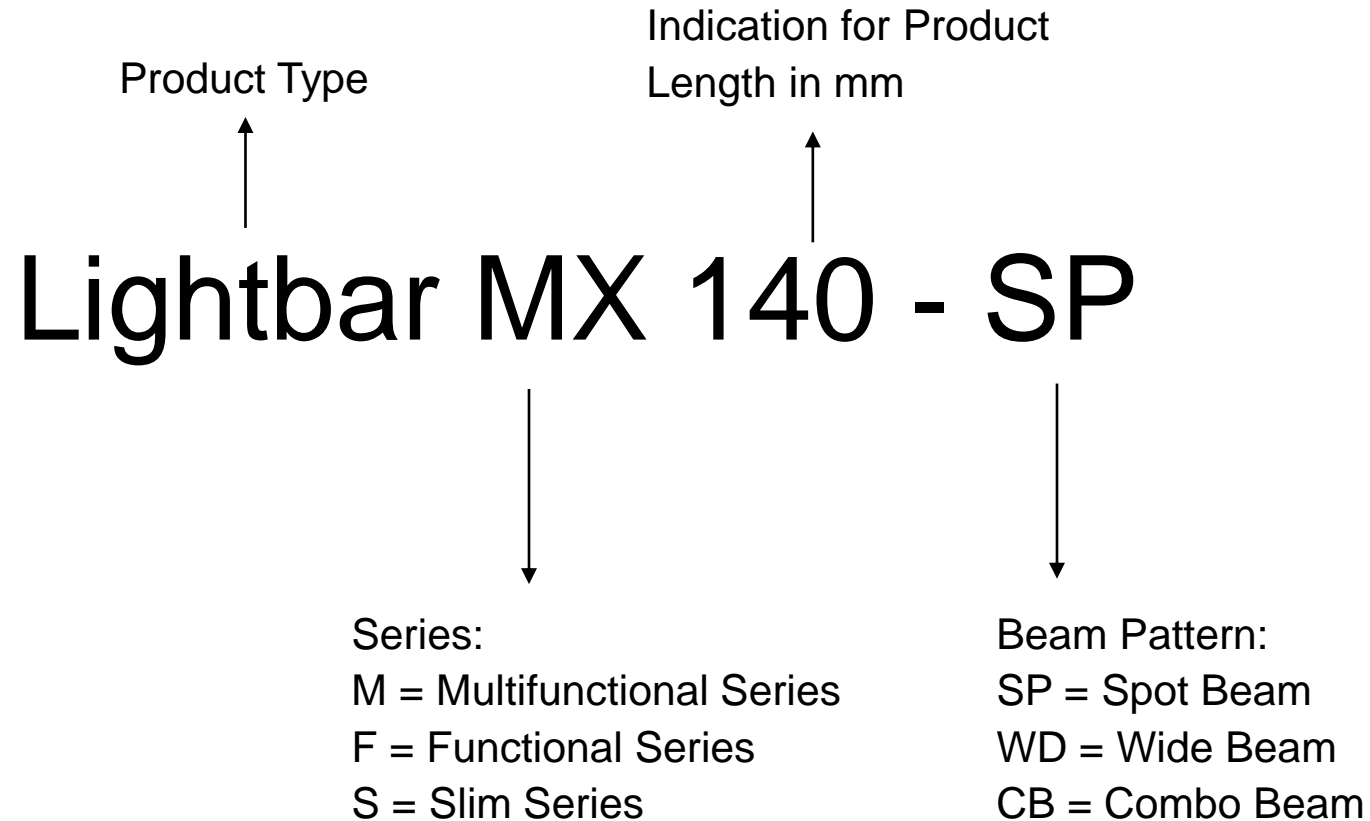 Indication for Product
Length in mm
Product Type
Lightbar MX 140 - SP
Series:
M = Multifunctional Series
F = Functional Series
S = Slim Series
Beam Pattern:
SP = Spot Beam
WD = Wide Beam
CB = Combo Beam